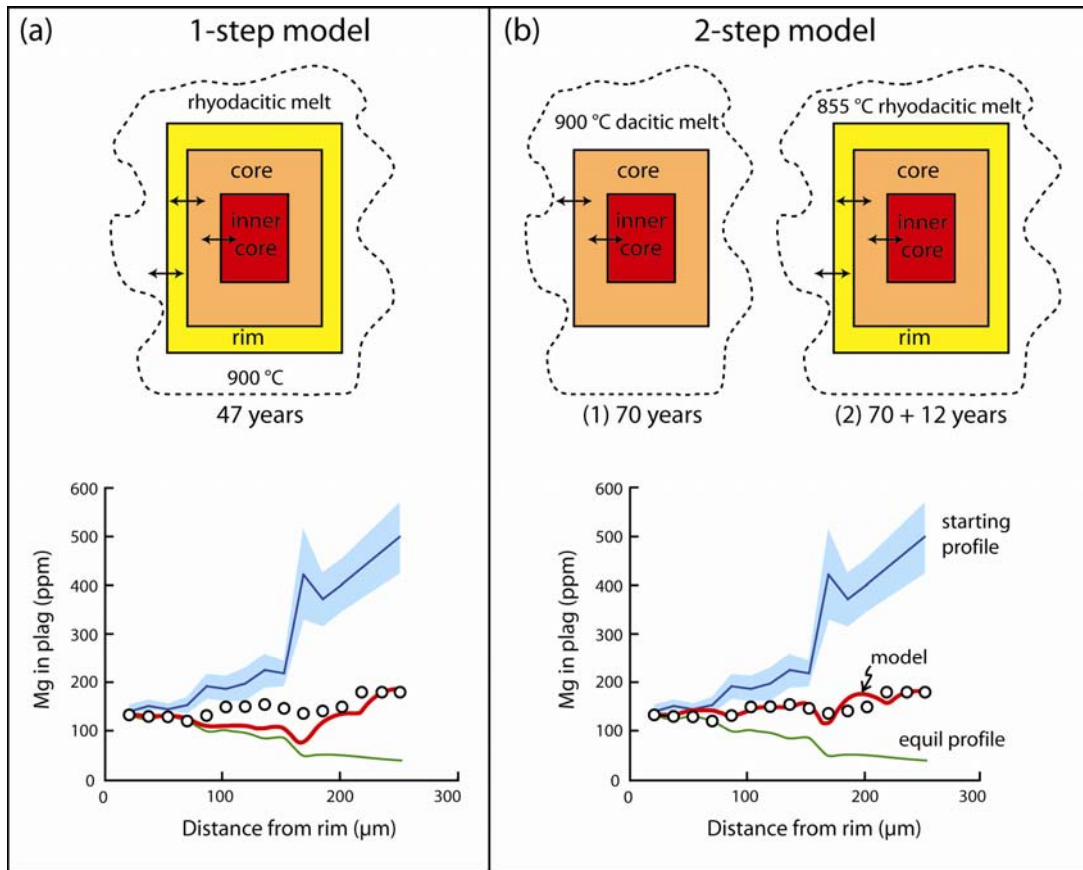 (a) 1-step model
rhyodacitic melt
core
inner
core
rim
900 °C
47 years
600
500
400
300
200
100
0
Mg in plag (ppm)
0 100 200 300
Distance from rim (µm)
(b) 2-step model
900 °C dacitic melt
core
inner
core
(1) 70 years
855 °C rhyodacitic melt
core
inner
core
rim
(2) 70 + 12 years
600
500
400
300
200
100
0
Mg in plag (ppm)
starting
profile
model
equil profile
0 100 200 300
Distance from rim (µm)